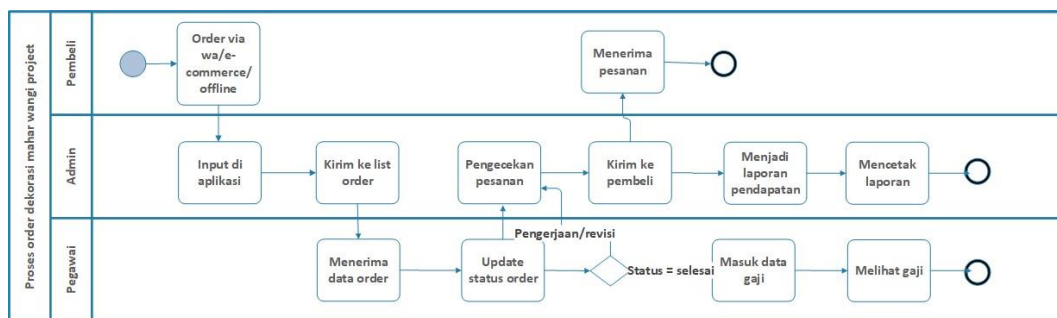 Proses order dekorasi mahar wangi project
Pembeli
Order via
wa/e-
commerce/
offline
Menerima
pesanan
Admin
Input di
aplikasi
Kirim ke list
order
Pengecekan
pesanan
Kirim ke
pembeli
Menjadi
laporan
pendapatan
Mencetak
laporan
Pegawai
Menerima
data order
Update
status order
Pengerjaan/revisi
Status = selesai
Masuk data
gaji
Melihat gaji